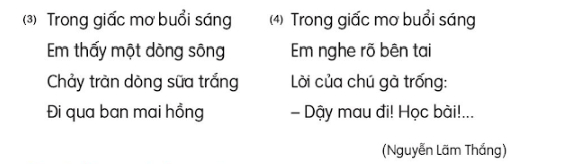 (3) Trong giấc mơ buổi sáng
Em thấy một dòng sông
Chảy tràn dòng sữa trắng
Đi qua ban mai hồng
(4) Trong giấc mơ buổi sáng
Em nghe rõ bên tai
Lời của chú gà trống:
– Dậy mau đi! Học bài!...
(Nguyễn Lãm Thắng)